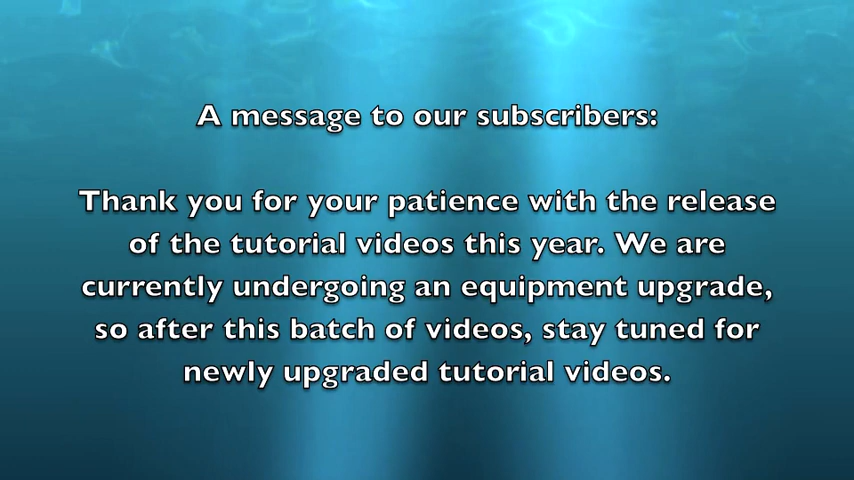 A message to our subscribers:
Thank you for your patience with the release
of the tutorial videos this year. We are
currently undergoing an equipment upgrade,
so after this batch of videos, stay tuned for
newly upgraded tutorial videos.